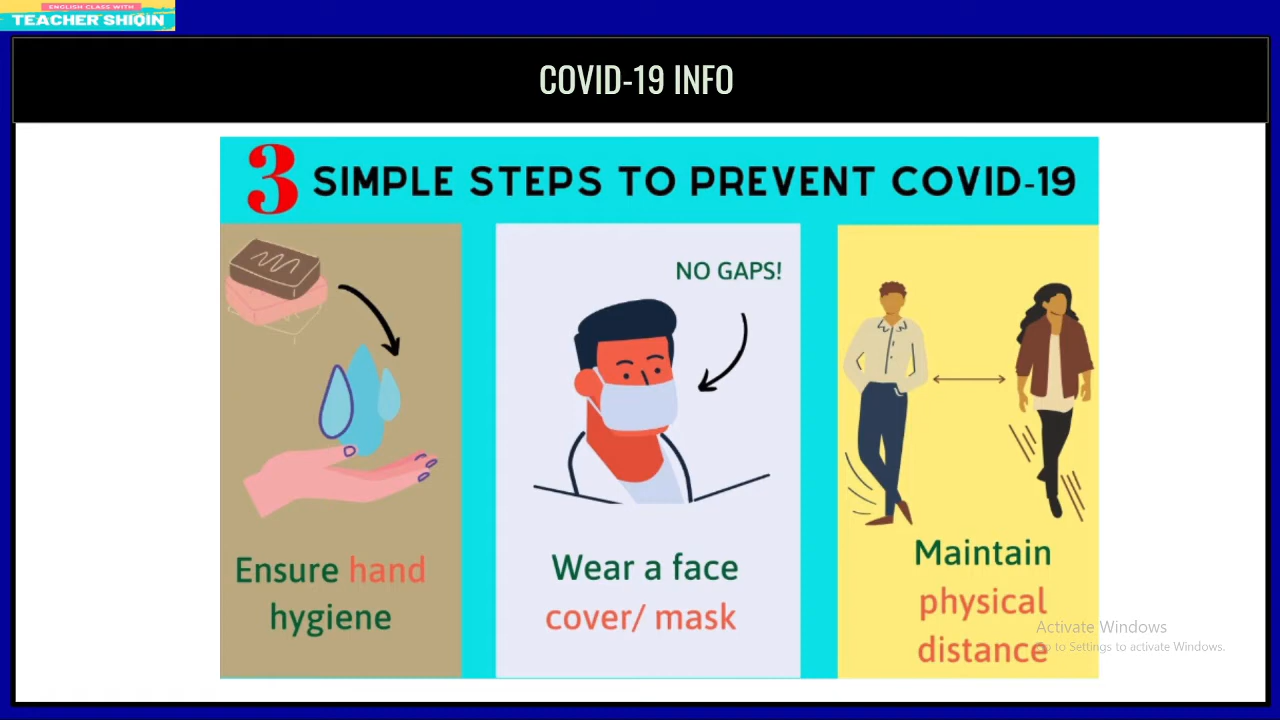 ENGLISH CLASS WITH
TEACHER SHIQIN
COVID-19 INFO
3 SIMPLE STEPS TO PREVENT COVID-19
NO GAPS!
Ensure hand
hygiene
Wear a face
cover/ mask
Maintain
physical
distance
Activate Windows
Go to Settings to activate Windows.